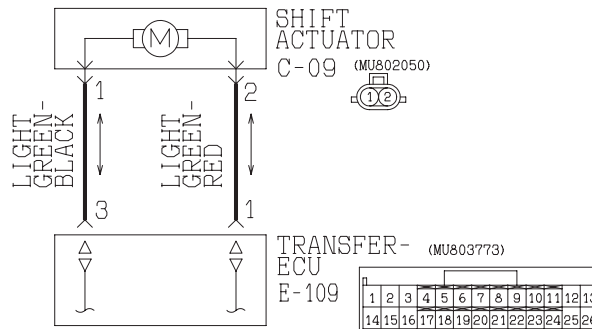 SHIFT
ACTUATOR
M
C-09 (MU802050)
1 2
1 2
LIGHT
GREEN-
BLACK
LIGHT
GREEN-
RED
3 1
TRANSFER-
ECU
(MU803773)
E-109
1 2 3 4 5 6 7 8 9 10 11 12 13
14 15 16 17 18 19 20 21 22 23 24 25 26